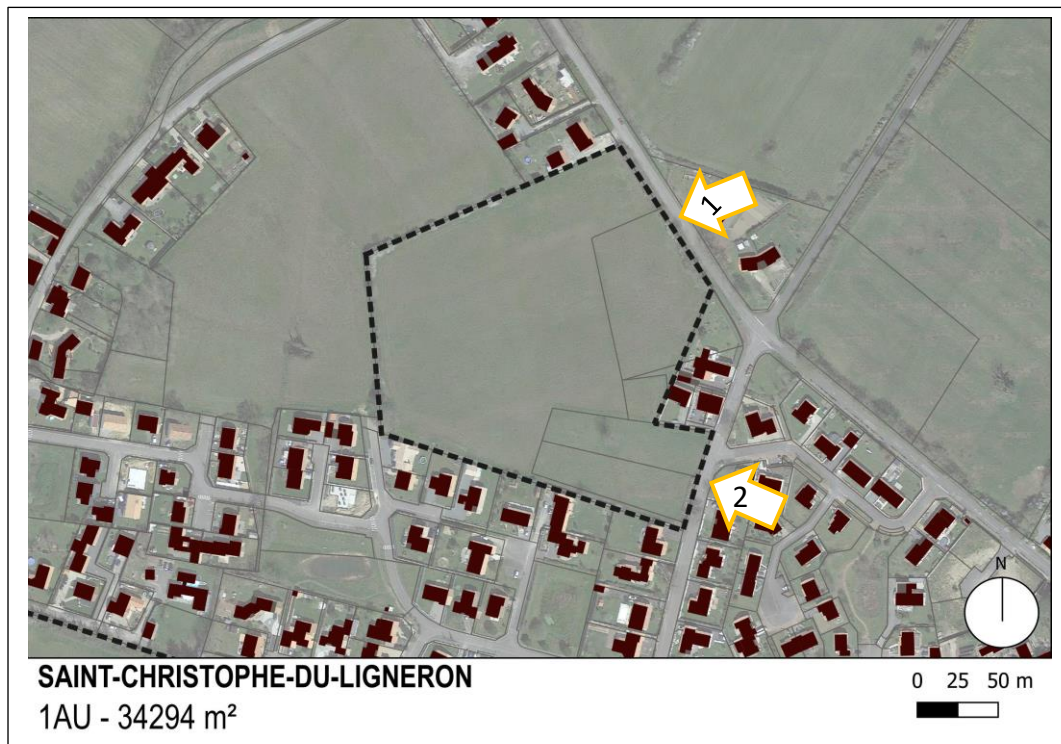 1
2
N
SAINT-CHRISTOPHE-DU-LIGNERON
1AU - 34294 m²
0 25 50 m